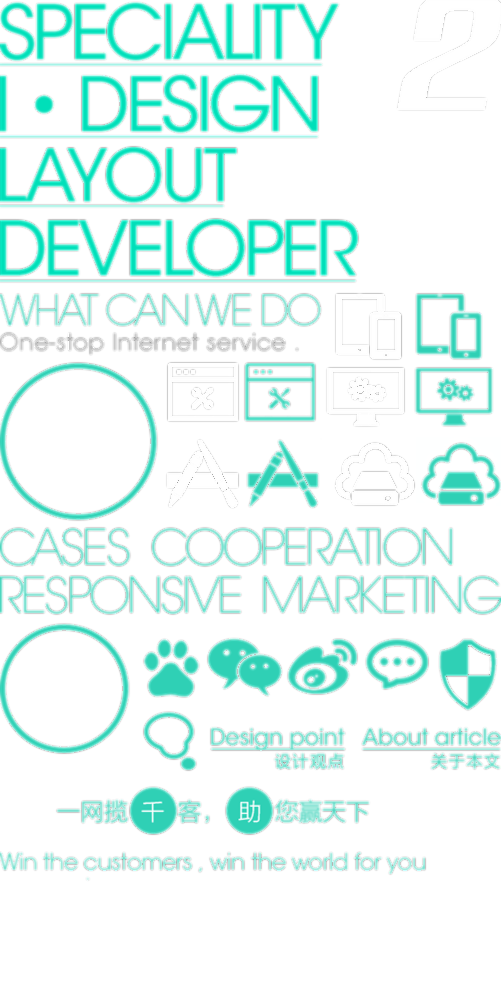 SPECIALITY
2
I • DESIGN
LAYOUT
DEVELOPER
WHAT CAN WE DO
One-stop Internet service .
CASES COOPERATION
RESPONSIVE MARKETING
Design point
设计观点
About article
关于本文
一网揽千客，助您赢天下
Win the customers , win the world for you